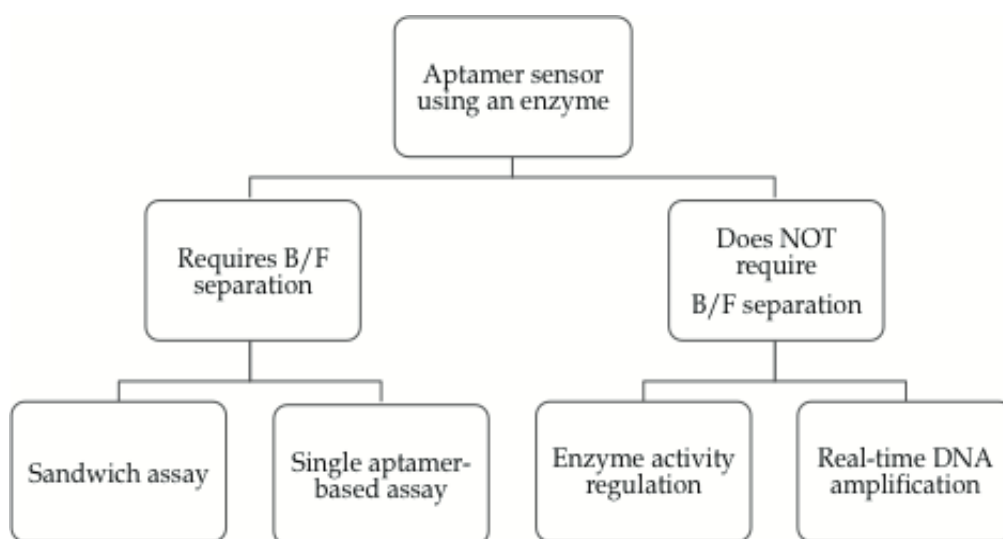 Aptamer sensor
using an enzyme
Requires B/F
separation
Does NOT
require
B/F separation
Sandwich assay
Single aptamer-
based assay
Enzyme activity
regulation
Real-time DNA
amplification